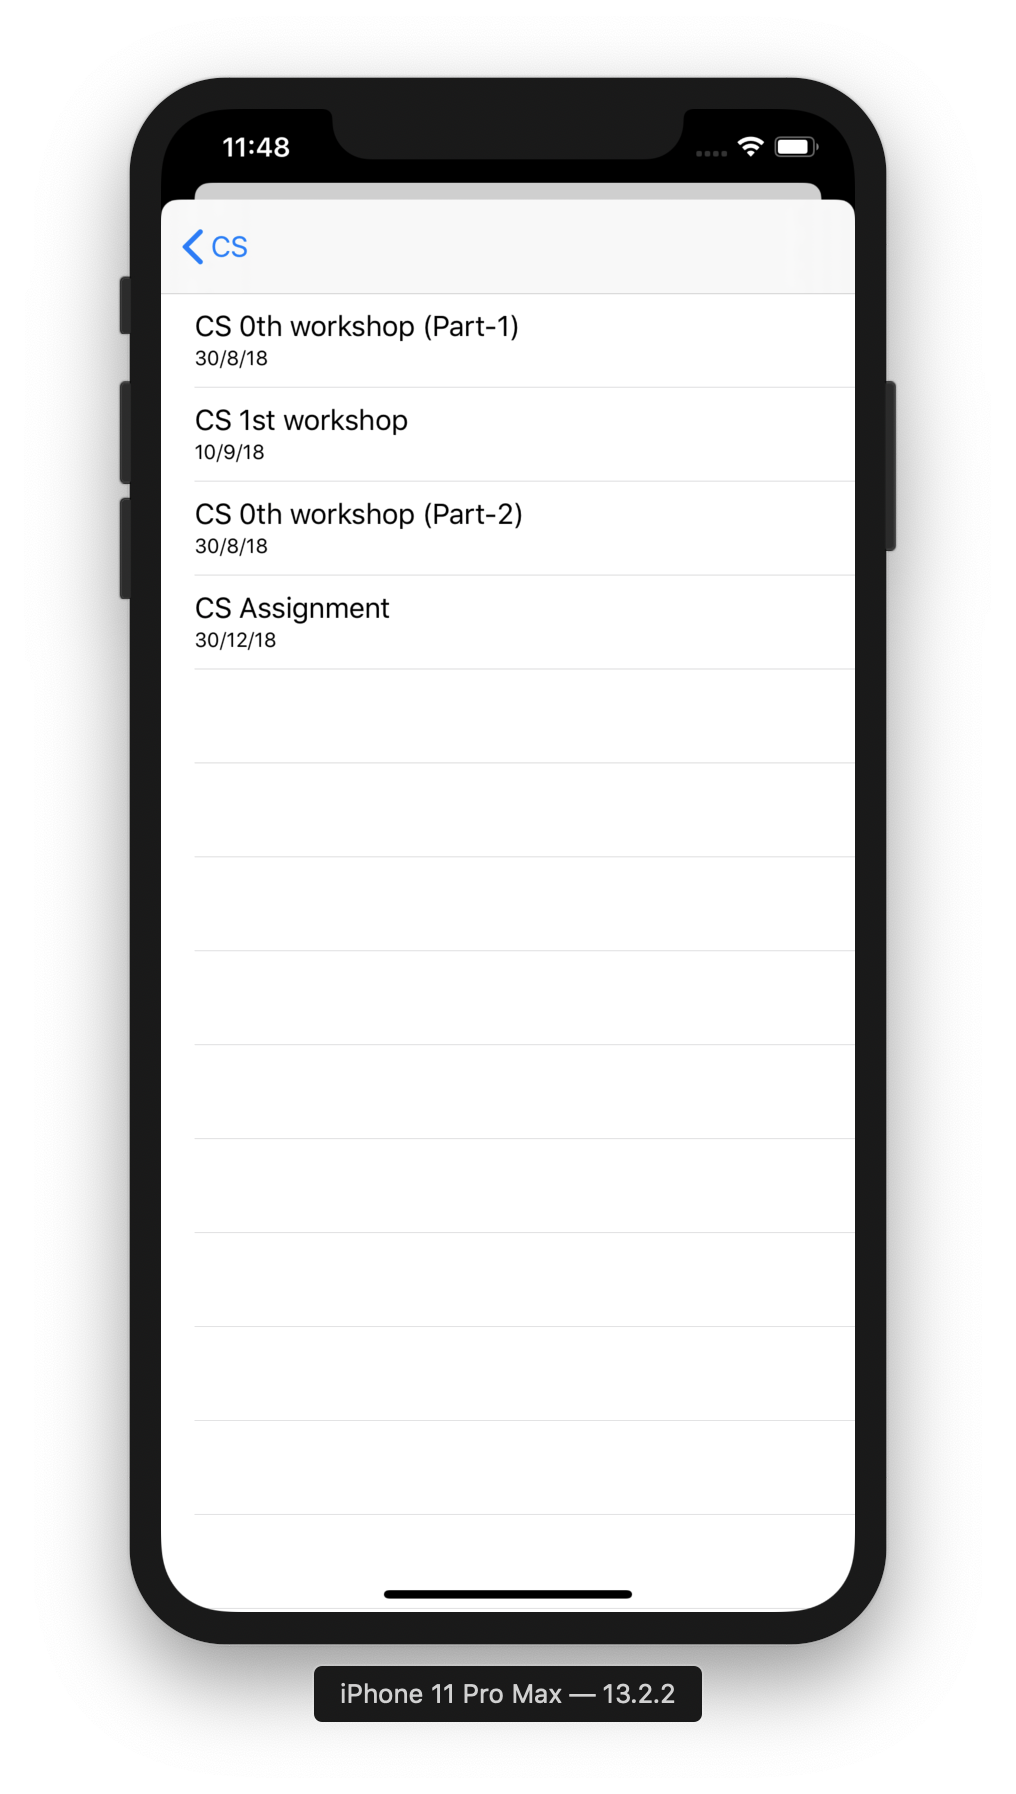 11:48
CS
CS 0th workshop (Part-1)
30/8/18
CS 1st workshop
10/9/18
CS 0th workshop (Part-2)
30/8/18
CS Assignment
30/12/18
iPhone 11 Pro Max — 13.2.2